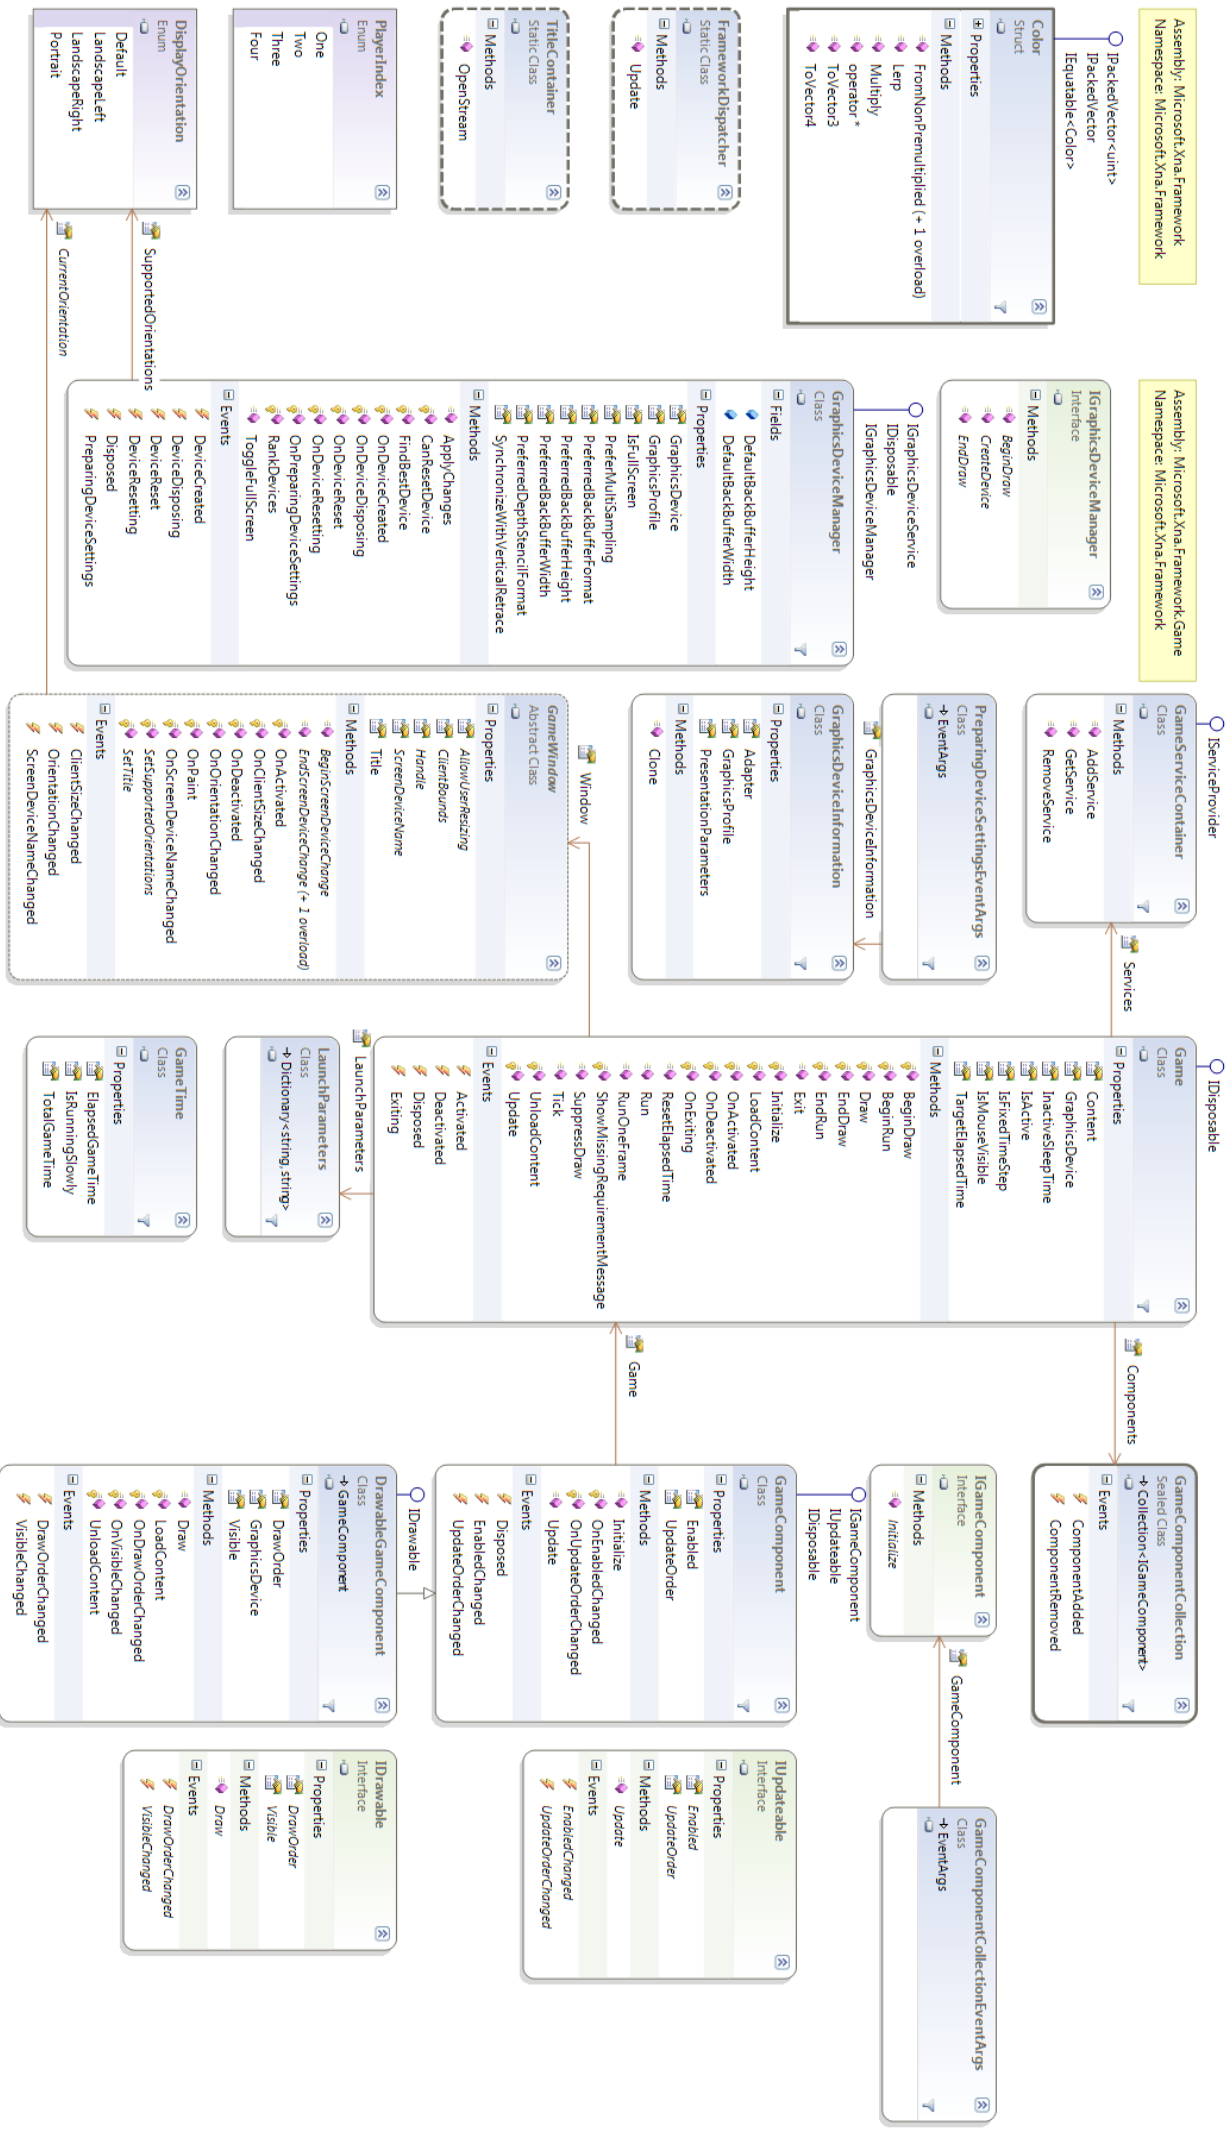 Assembly: Microsoft.Xna.Framework
Namespace: Microsoft.Xna.Framework
IPackedVector<uint>
IPackedVector
IEquatable<Color>
Color
Struct
Properties
Methods
FromNonPremultiplied (+ 1 overload)
Lerp
Multiply
operator *
ToVector3
ToVector4
FrameworkDispatcher
Static Class
Methods
Update
TitleContainer
Static Class
Methods
OpenStream
PlayerIndex
Enum
One
Two
Three
Four
DisplayOrientation
Enum
Default
LandscapeLeft
LandscapeRight
Portrait
SupportedOrientations
CurrentOrientation
Assembly: Microsoft.Xna.Framework.Game
Namespace: Microsoft.Xna.Framework
IGraphicsDeviceManager
Interface
Methods
BeginDraw
CreateDevice
EndDraw
IGraphicsDeviceService
IDisposable
IGraphicsDeviceManager
GraphicsDeviceManager
Class
Fields
DefaultBackBufferHeight
DefaultBackBufferWidth
Properties
GraphicsDevice
GraphicsProfile
IsFullScreen
PreferMultiSampling
PreferredBackBufferFormat
PreferredBackBufferHeight
PreferredBackBufferWidth
PreferredDepthStencilFormat
SynchronizeWithVerticalRetrace
Methods
ApplyChanges
CanResetDevice
FindBestDevice
OnDeviceCreated
OnDeviceDisposing
OnDeviceReset
OnDeviceResetting
OnPreparingDeviceSettings
RankDevices
ToggleFullScreen
Events
DeviceCreated
DeviceDisposing
DeviceReset
DeviceResetting
Disposed
PreparingDeviceSettings
IServiceProvider
GameServiceContainer
Class
Methods
AddService
GetService
RemoveService
Services
PreparingDeviceSettingsEventArgs
Class
EventArgs
GraphicsDeviceInformation
GraphicsDeviceInformation
Class
Properties
Adapter
GraphicsProfile
PresentationParameters
Methods
Clone
Window
GameWindow
Abstract Class
Properties
AllowUserResizing
ClientBounds
Handle
ScreenDeviceName
Title
Methods
BeginScreenDeviceChange
EndScreenDeviceChange (+ 1 overload)
OnActivated
OnClientSizeChanged
OnDeactivated
OnOrientationChanged
OnPaint
OnScreenDeviceNameChanged
SetSupportedOrientations
SetTitle
Events
ClientSizeChanged
OrientationChanged
ScreenDeviceNameChanged
IDisposable
Game
Class
Properties
Content
GraphicsDevice
InactiveSleepTime
IsActive
IsFixedTimeStep
IsMouseVisible
TargetElapsedTime
Methods
BeginDraw
BeginRun
Draw
EndDraw
EndRun
Exit
Initialize
LoadContent
OnActivated
OnDeactivated
OnExiting
ResetElapsedTime
Run
RunOneFrame
ShowMissingRequirementMessage
SuppressDraw
Tick
UnloadContent
Update
Events
Activated
Deactivated
Disposed
Exiting
LaunchParameters
LaunchParameters
Class
Dictionary<string, string>
GameTime
Class
Properties
ElapsedGameTime
IsRunningSlowly
TotalGameTime
Components
Game
GameComponentCollection
Sealed Class
Collection<IGameComponent>
Events
ComponentAdded
ComponentRemoved
IGameComponent
Interface
Methods
Initialize
GameComponent
IGameComponent
IUpdateable
IDisposable
GameComponent
Class
Properties
Enabled
UpdateOrder
Methods
Initialize
OnEnabledChanged
OnUpdateOrderChanged
Update
Events
Disposed
EnabledChanged
UpdateOrderChanged
IDrawable
DrawableGameComponent
Class
GameComponent
Properties
DrawOrder
GraphicsDevice
Visible
Methods
Draw
LoadContent
OnDrawOrderChanged
OnVisibleChanged
UnloadContent
Events
DrawOrderChanged
VisibleChanged
GameComponentCollectionEventArgs
Class
EventArgs
IUpdateable
Interface
Properties
Enabled
UpdateOrder
Methods
Update
Events
EnabledChanged
UpdateOrderChanged
IDrawable
Interface
Properties
DrawOrder
Visible
Methods
Draw
Events
DrawOrderChanged
VisibleChanged